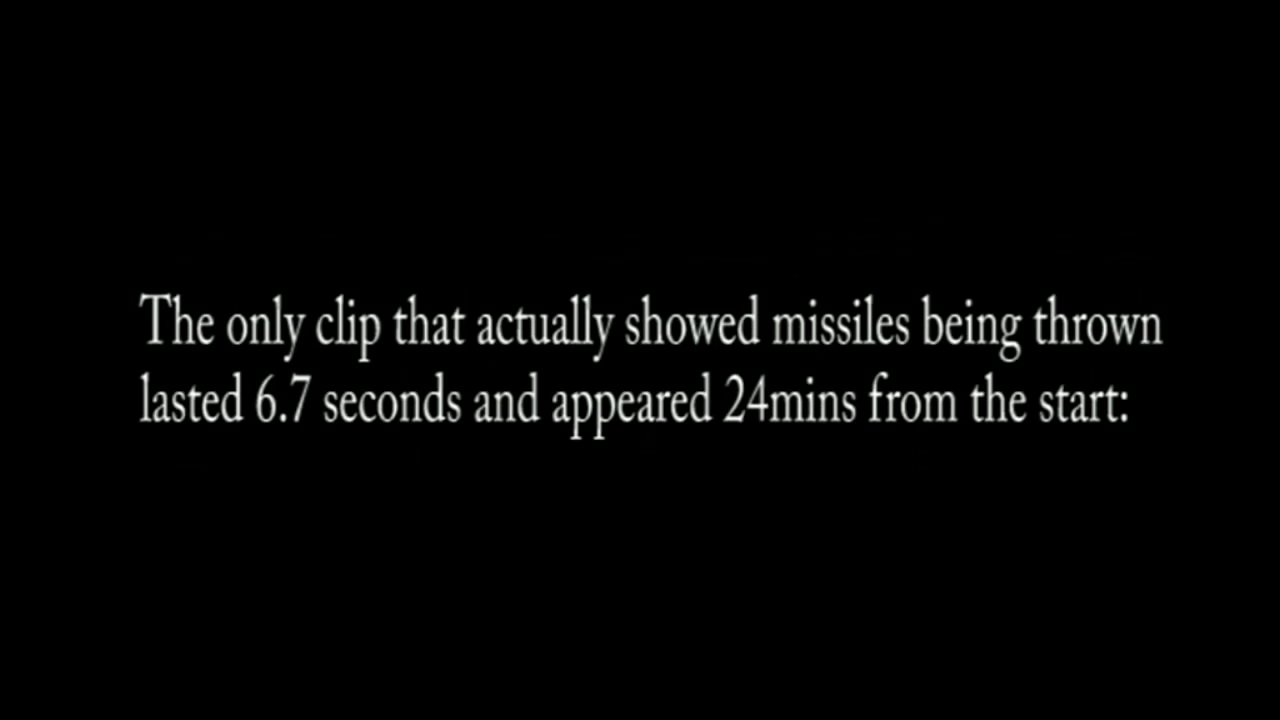 The only clip that actually showed missiles being thrown
lasted 6.7 seconds and appeared 24mins from the start: